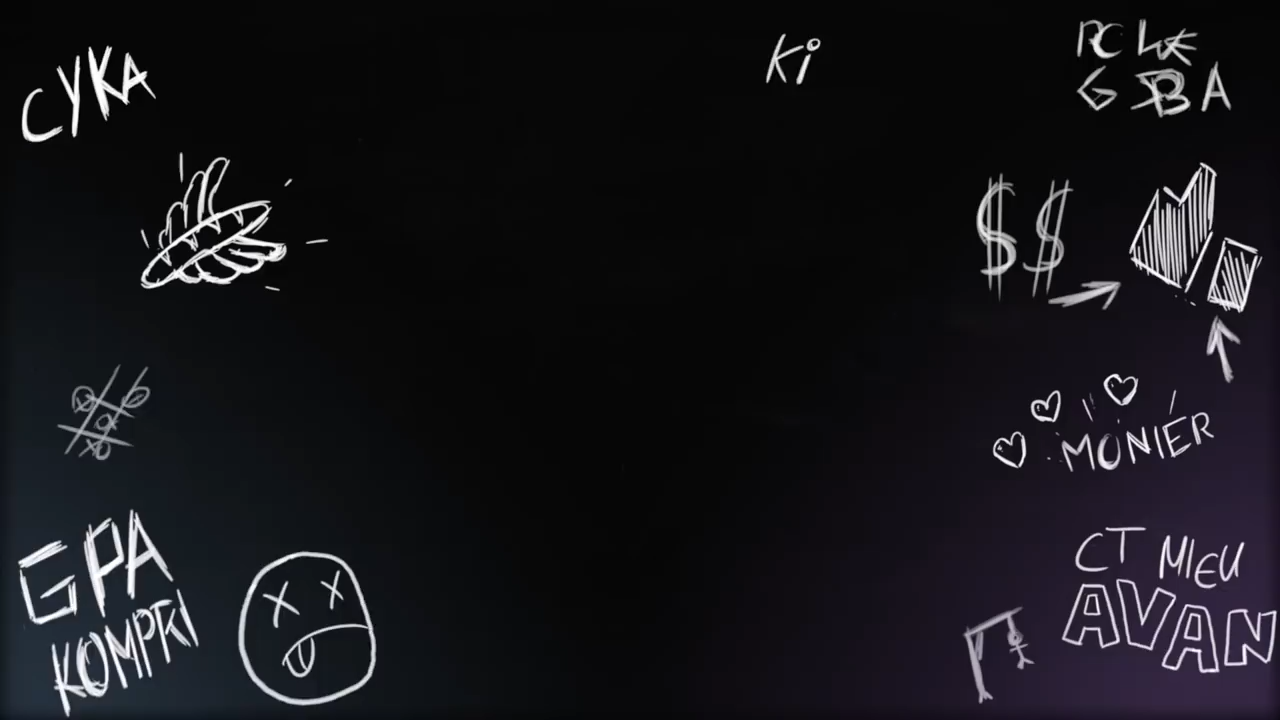 CYKA
Ki
G B A
$$
MONIER
GPA
KOMPRI
CT MIEU
AVAN